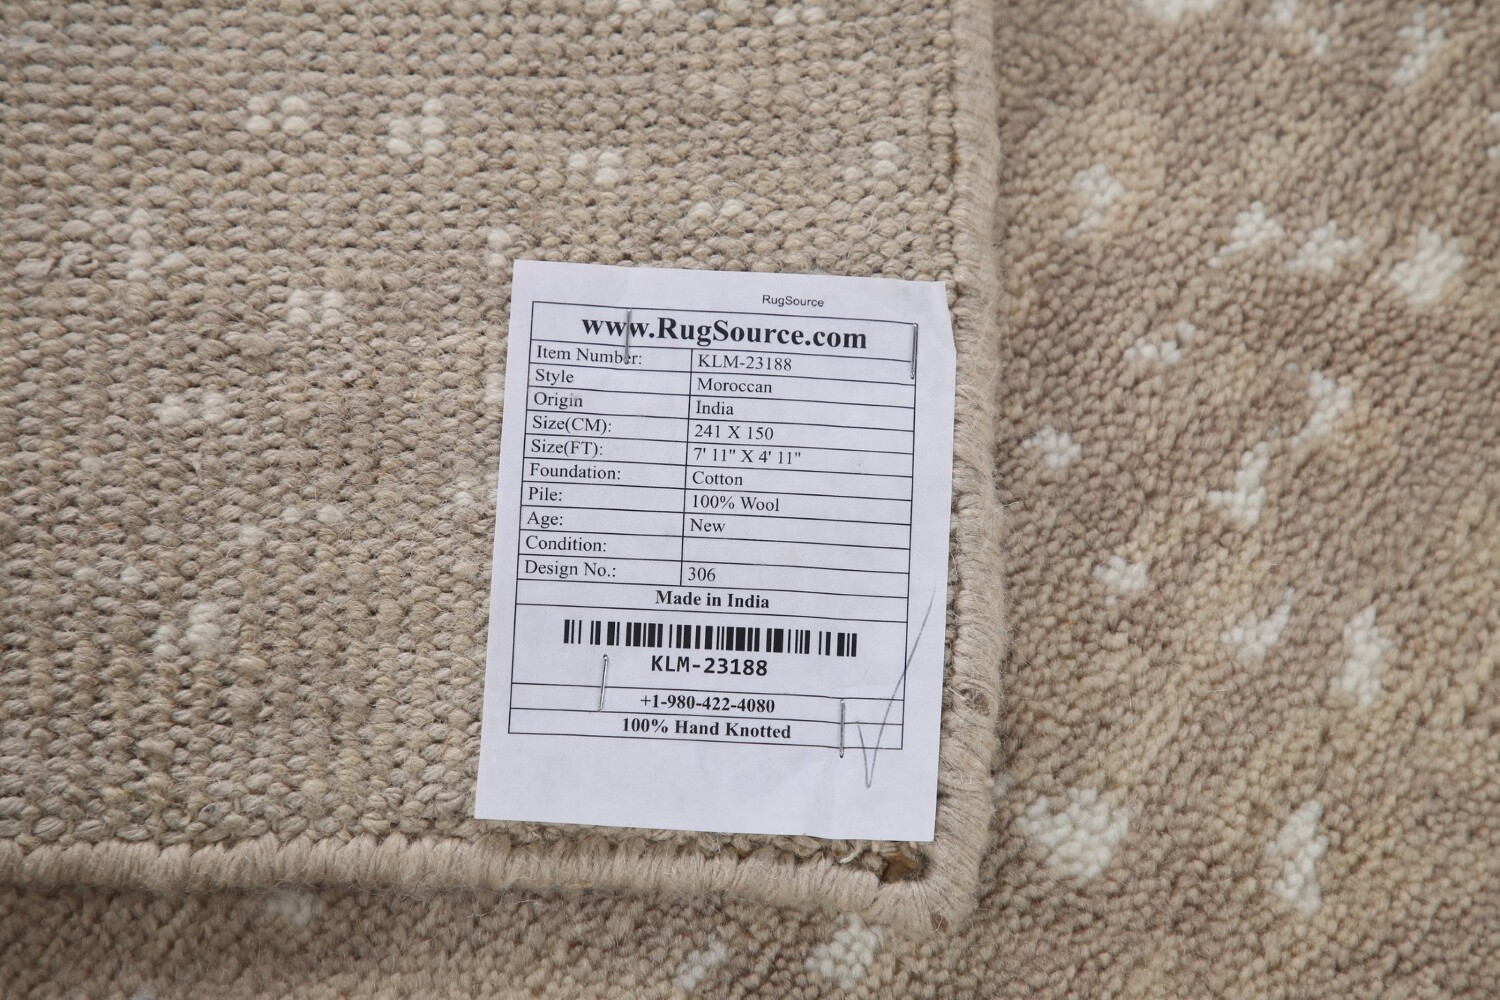 RugSource
www.RugSource.com
Item Number: KLM-23188
Style Moroccan
Origin India
Size(CM): 241 X 150
Size(FT): 7' 11" X 4' 11"
Foundation: Cotton
Pile: 100% Wool
Age: New
Condition:
Design No.: 306
Made in India
KLM-23188
+1-980-422-4080
100% Hand Knotted